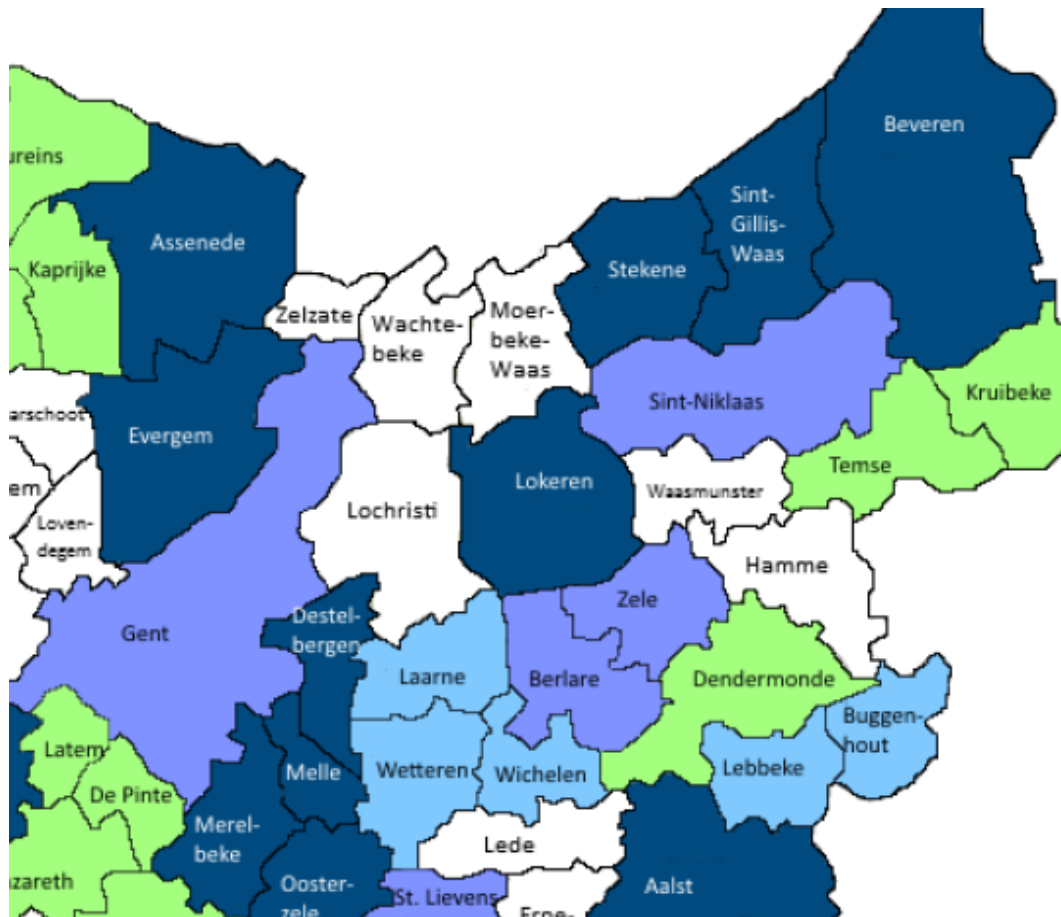 Beveren
ureins
Sint-
Gillis-
Waas
Assenede
Kaprijke
Stekene
Zelzate
Wachte-
beke
Moer-
beke-
Waas
Kruibeke
Sint-Niklaas
arschoot
Evergem
Temse
em
Lokeren
Waasmunster
Lochristi
Loven-
degem
Hamme
Zele
Destel-
bergen
Gent
Laarne
Berlare
Dendermonde
Buggen-
hout
Latem
Melle
Wetteren
Wichelen
Lebbeke
De Pinte
Merel-
beke
Lede
zareth
Ooster-
zele
St. Lievens
Aalst
Erpe-